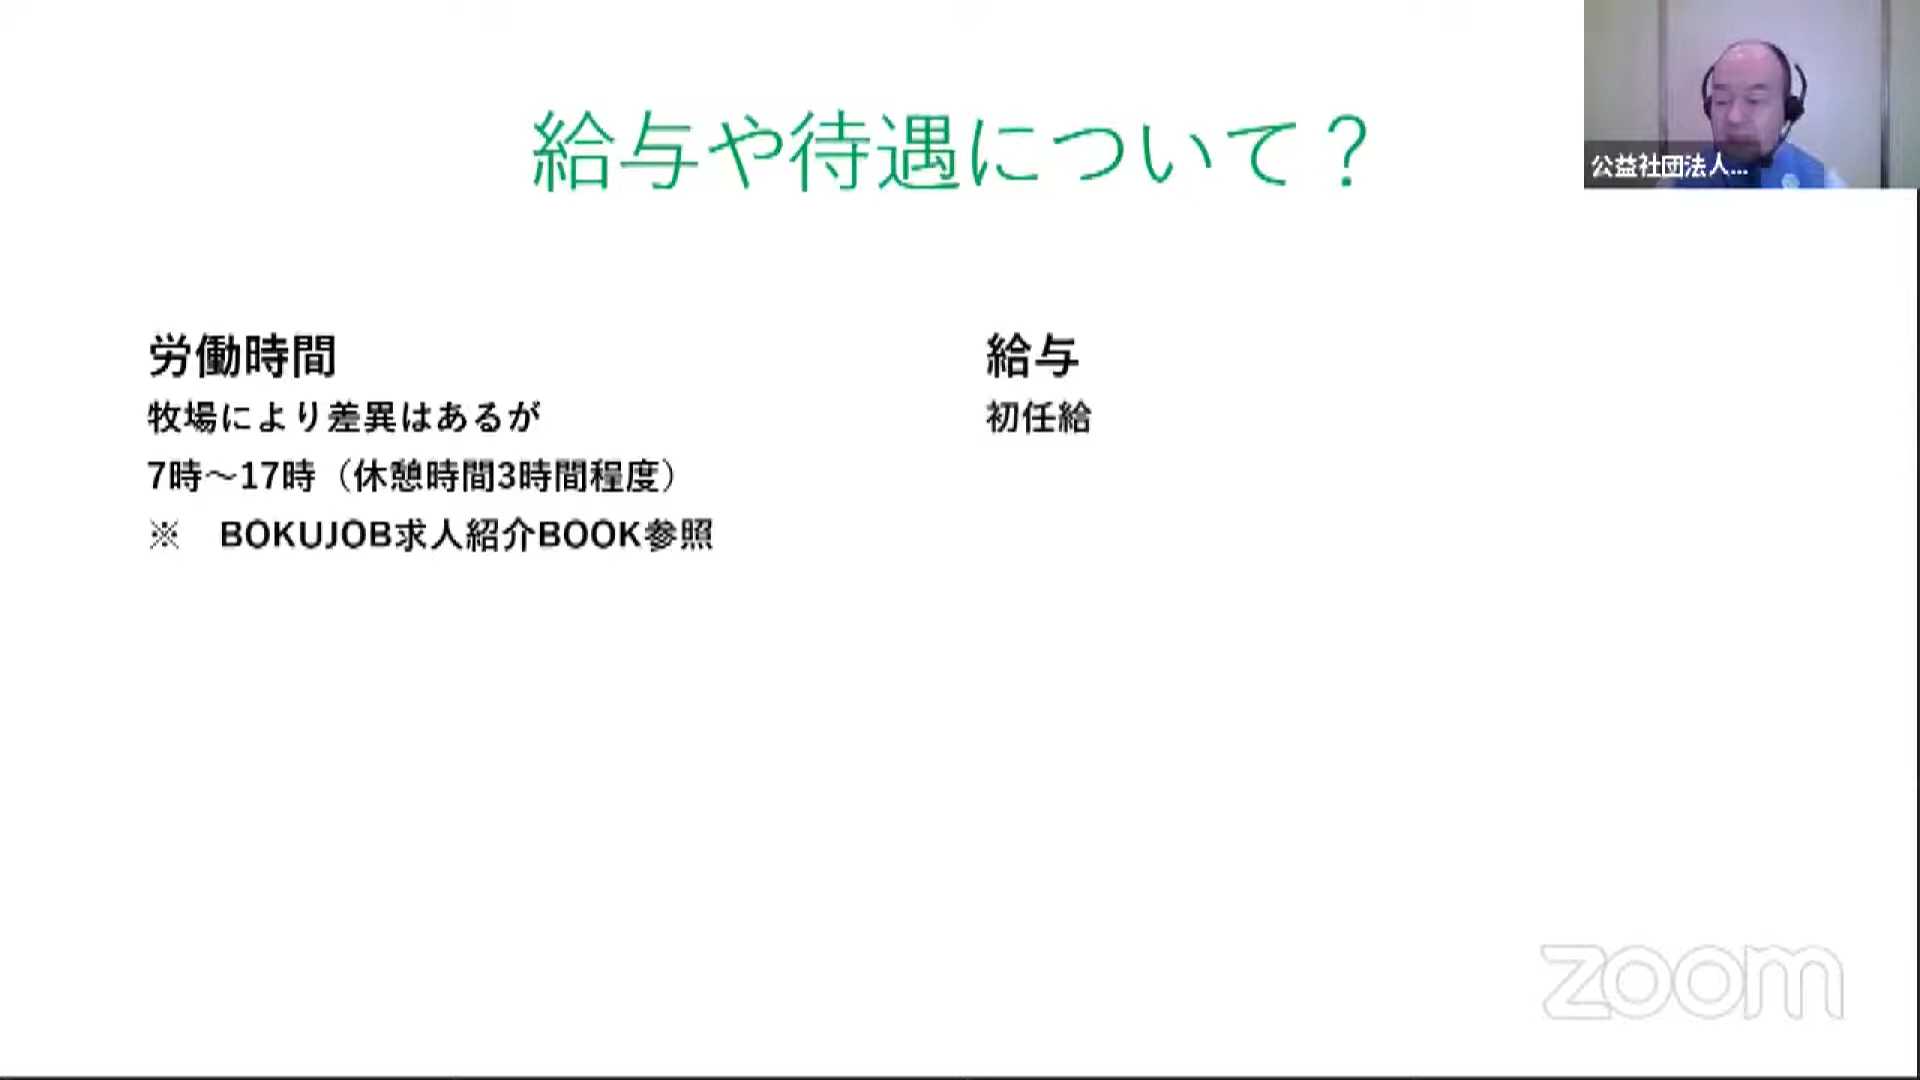 給与や待遇について？
公益社団法人...
労働時間
牧場により差異はあるが
7時～17時（休憩時間3時間程度）
※　BOKUJOB求人紹介BOOK参照
給与
初任給
zoom